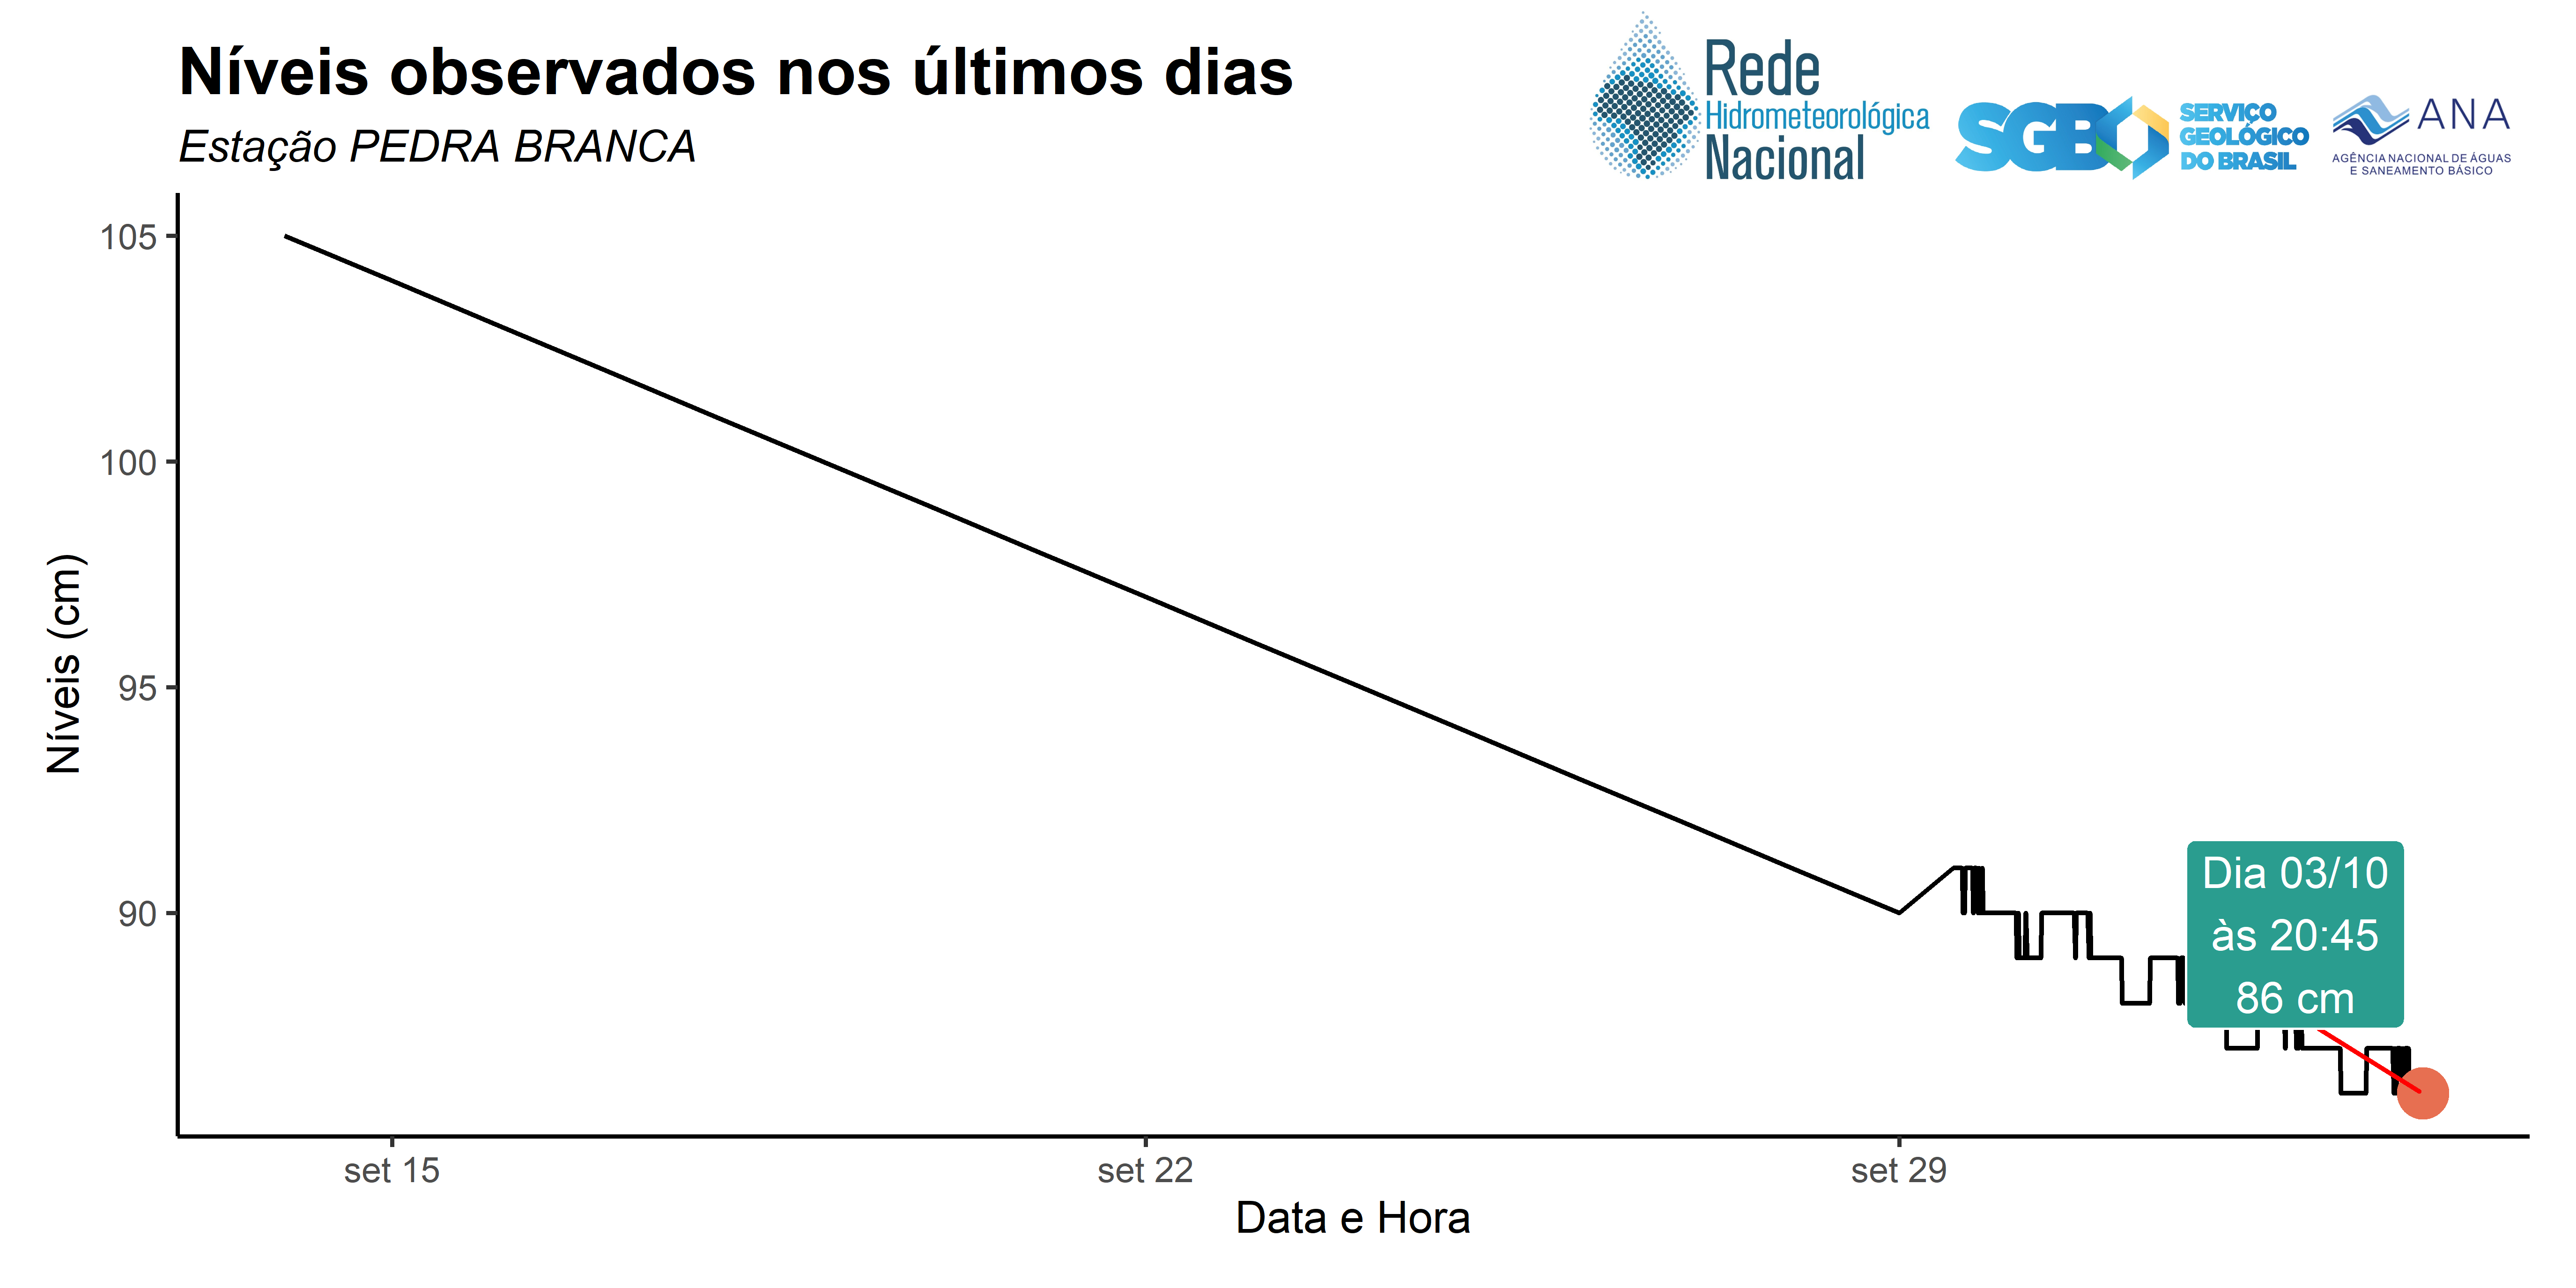 Níveis observados nos últimos dias
Estação PEDRA BRANCA
Rede
Hidrometeorológica
Nacional
SGB
SERVIÇO
GEOLÓGICO
DO BRASIL
ANA
AGÊNCIA NACIONAL DE ÁGUAS
E SANEAMENTO BÁSICO
Níveis (cm)
105
100
95
90
Dia 03/10
às 20:45
86 cm
set 15
set 22
set 29
Data e Hora